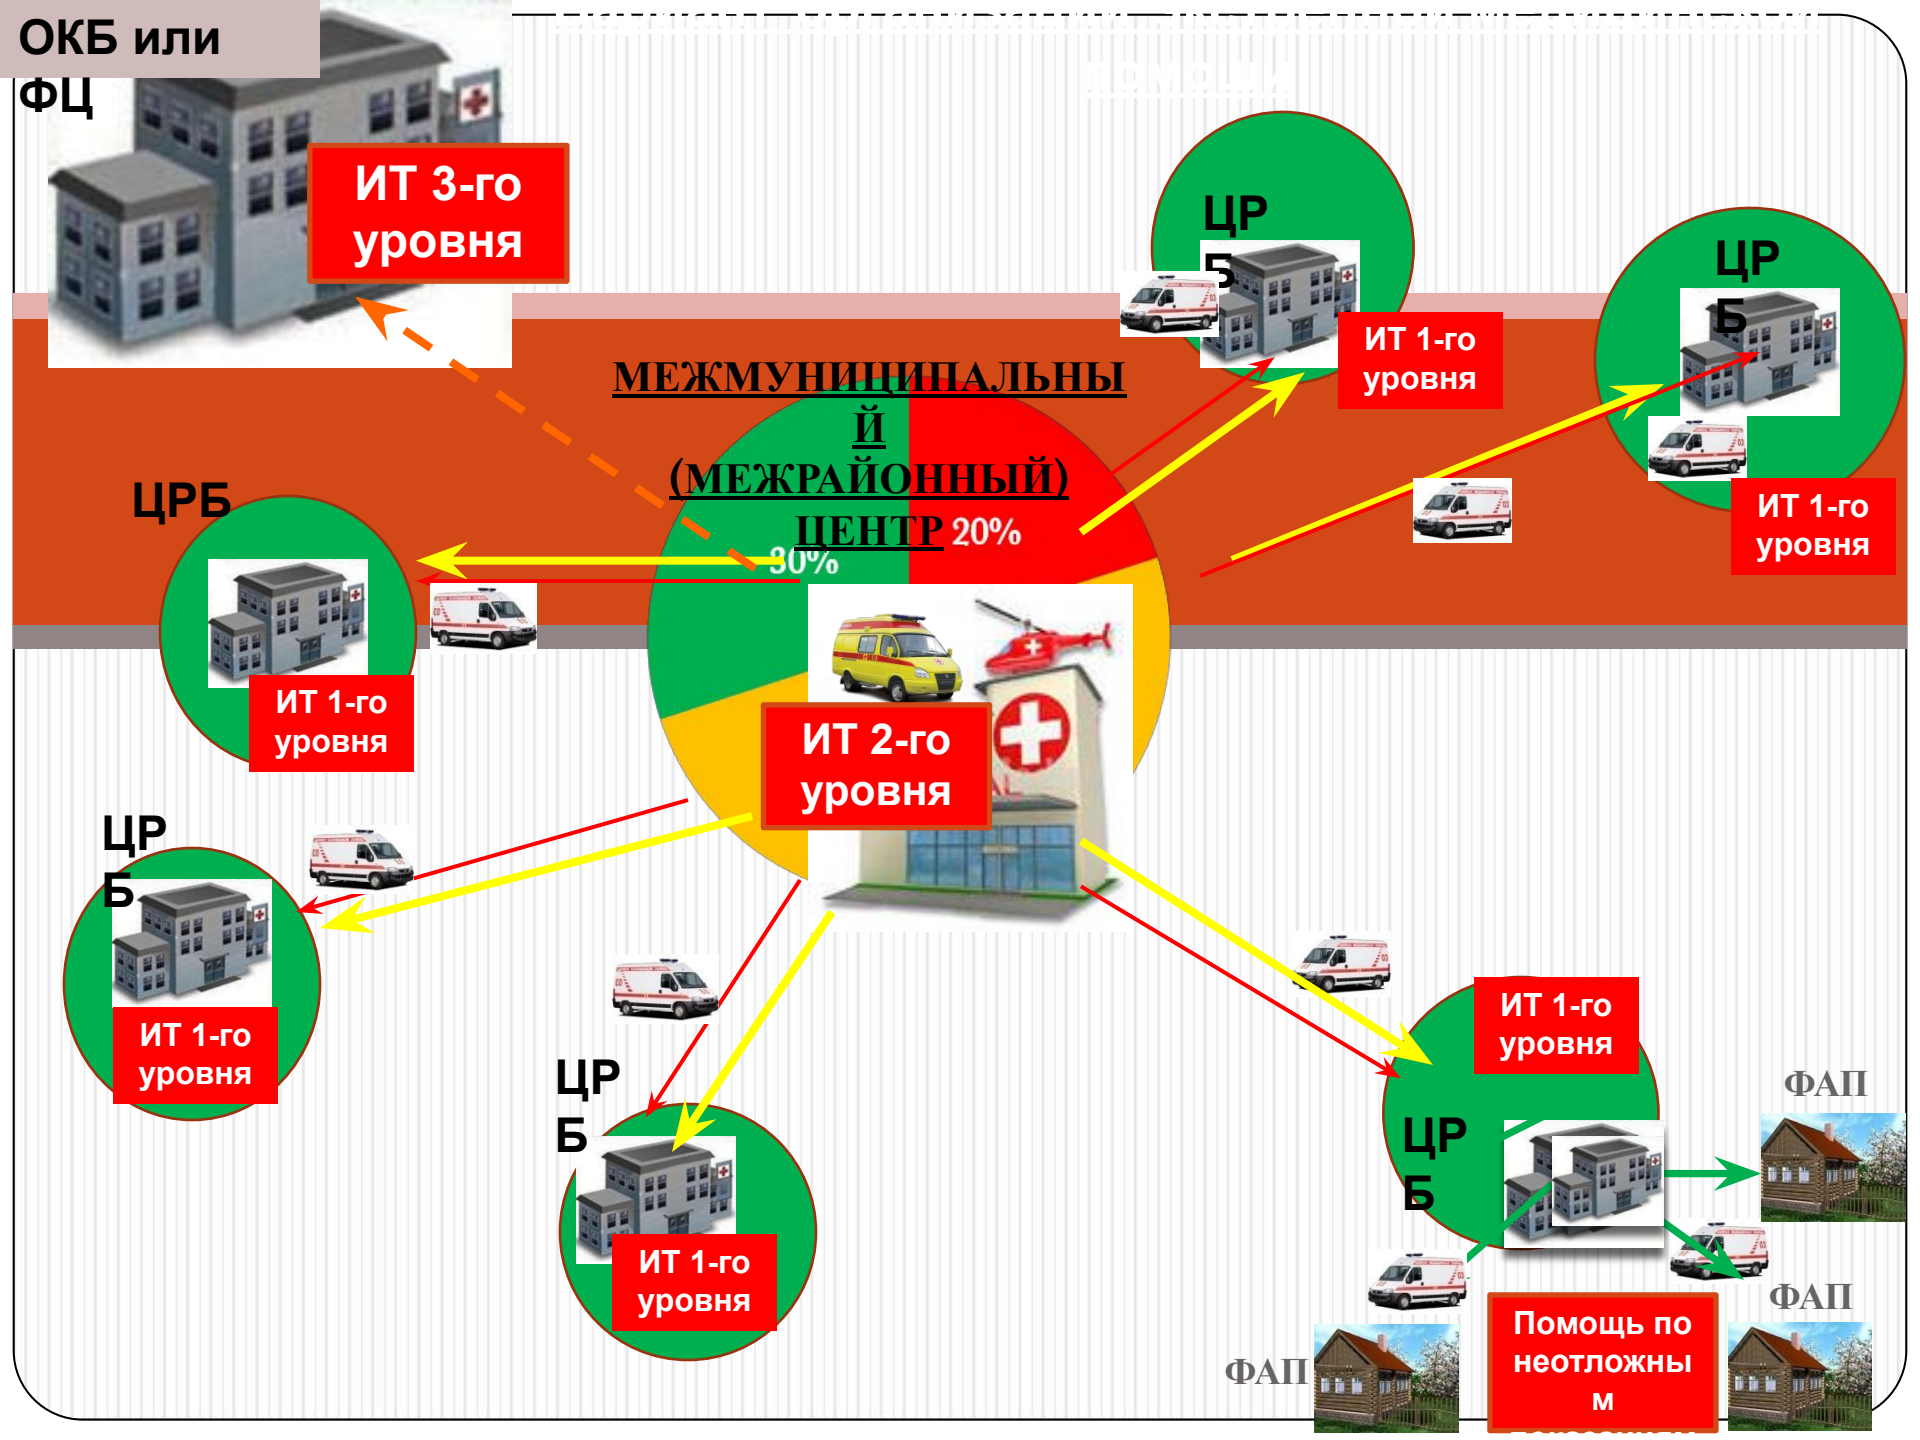 ОКБ или
ФЦ
помощи
ИТ 3-го
уровня
ЦР
Б
ИТ 1-го
уровня
ЦР
Б
ИТ 1-го
уровня
МЕЖМУНИЦИПАЛЬНЫ
Й
(МЕЖРАЙОННЫЙ)
ЦЕНТР
20%
30%
ЦРБ
ИТ 1-го
уровня
ИТ 2-го
уровня
ЦР
Б
ИТ 1-го
уровня
ЦР
Б
ИТ 1-го
уровня
ИТ 1-го
уровня
ЦР
Б
ФАП
ФАП
ФАП
Помощь по
неотложны
м
показаниям